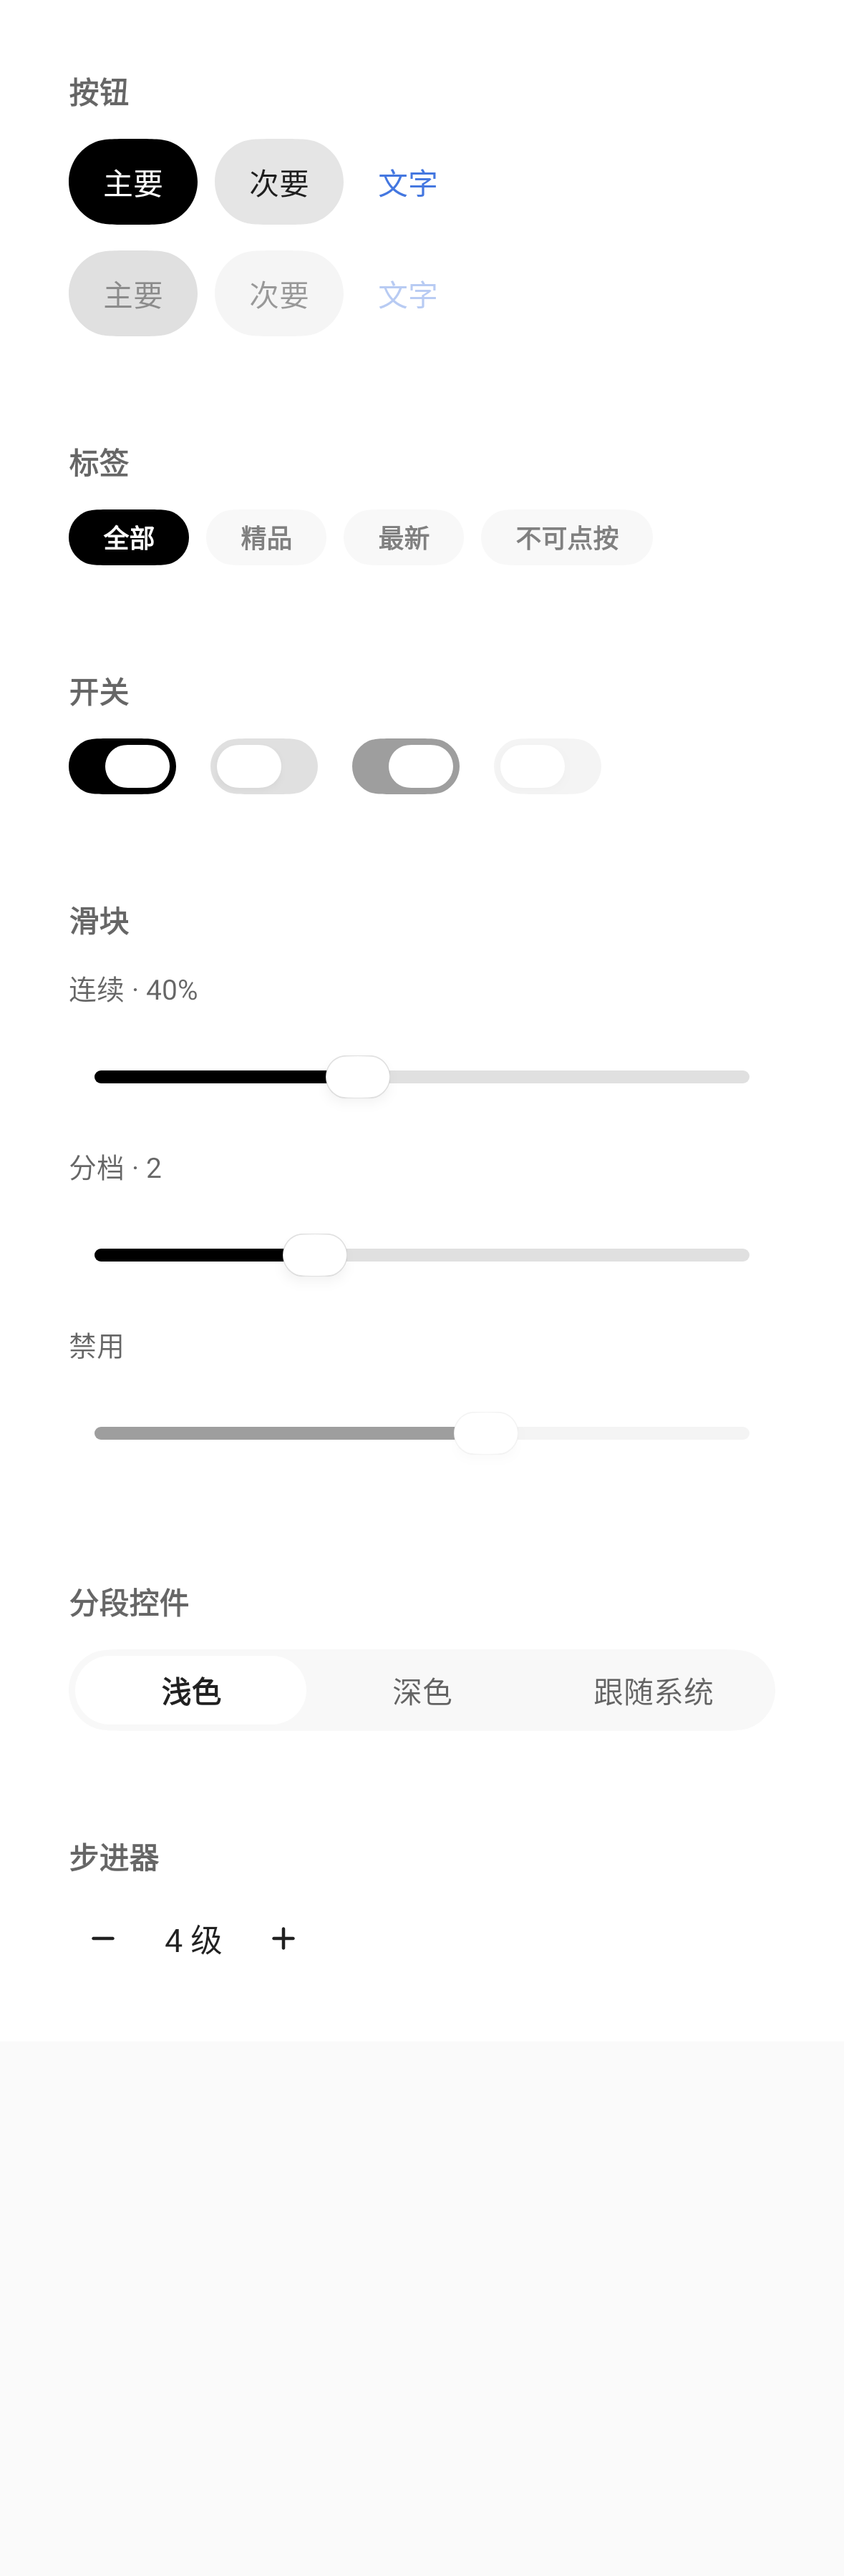 按钮
主要 次要 文字
主要 次要 文字
标签
全部 精品 最新 不可点按
开关
滑块
连续 · 40%
分档 · 2
禁用
分段控件
浅色 深色 跟随系统
步进器
− 4 级 +